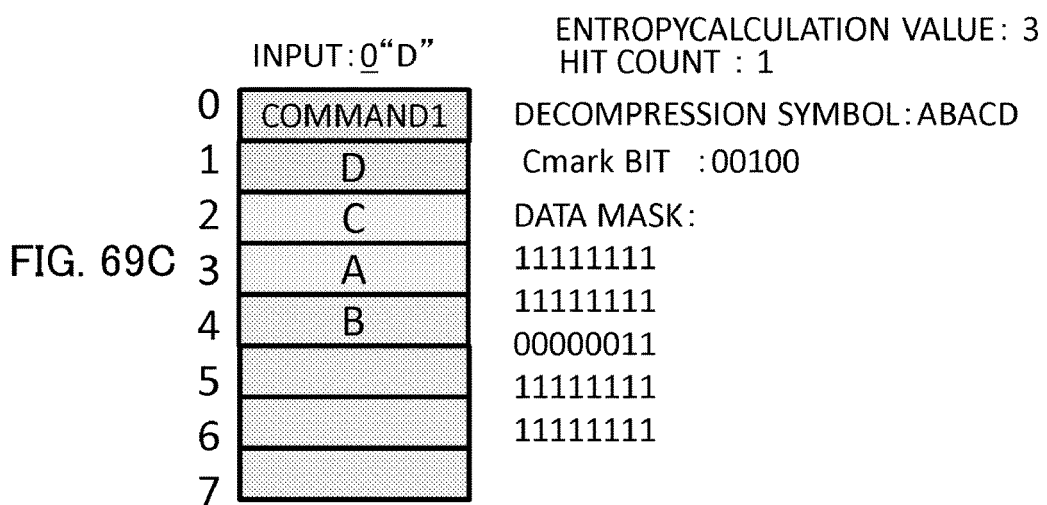 INPUT:0“D”
ENTROPYCALCULATION VALUE: 3
HIT COUNT : 1
FIG. 69C
0 COMMAND1
1 D
2 C
3 A
4 B
5
6
7
DECOMPRESSION SYMBOL:ABACD
Cmark BIT :00100
DATA MASK:
11111111
11111111
00000011
11111111
11111111